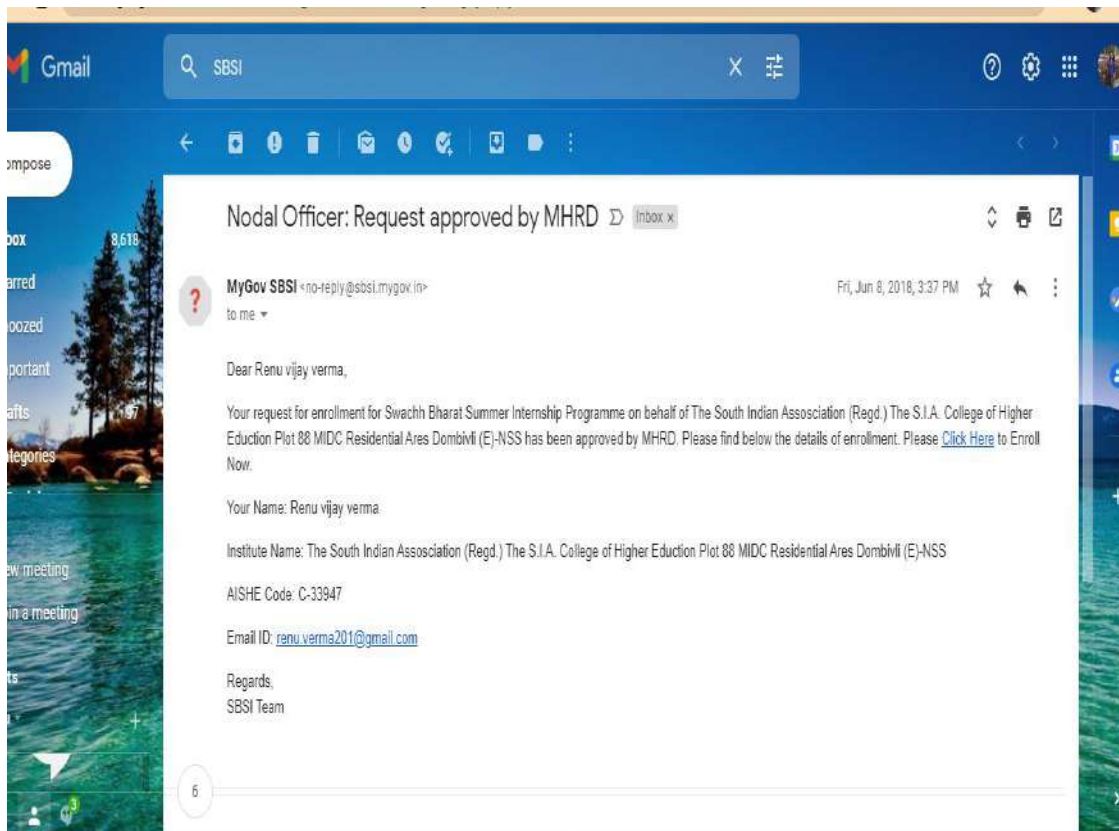 Gmail
SBSI
ompose
Nodal Officer: Request approved by MHRD Inbox x
box 8,618
arred
MyGov SBSI <no-reply@sbsi.mygov.in> Fri, Jun 8, 2018, 3:37 PM
to me
oozed
portant
Dear Renu vijay verma,
afts 197
Your request for enrollment for Swachh Bharat Summer Internship Programme on behalf of The South Indian Assosciation (Regd.) The S.I.A. College of Higher
Eduction Plot 88 MIDC Residential Ares Dombivli (E)-NSS has been approved by MHRD. Please find below the details of enrollment. Please Click Here to Enroll
Now.
tegories
Your Name: Renu vijay verma
Institute Name: The South Indian Assosciation (Regd.) The S.I.A. College of Higher Eduction Plot 88 MIDC Residential Ares Dombivli (E)-NSS
ew meeting
AISHE Code: C-33947
in a meeting
Email ID: renu.verma201@gmail.com
Regards,
SBSI Team
ts
6
3